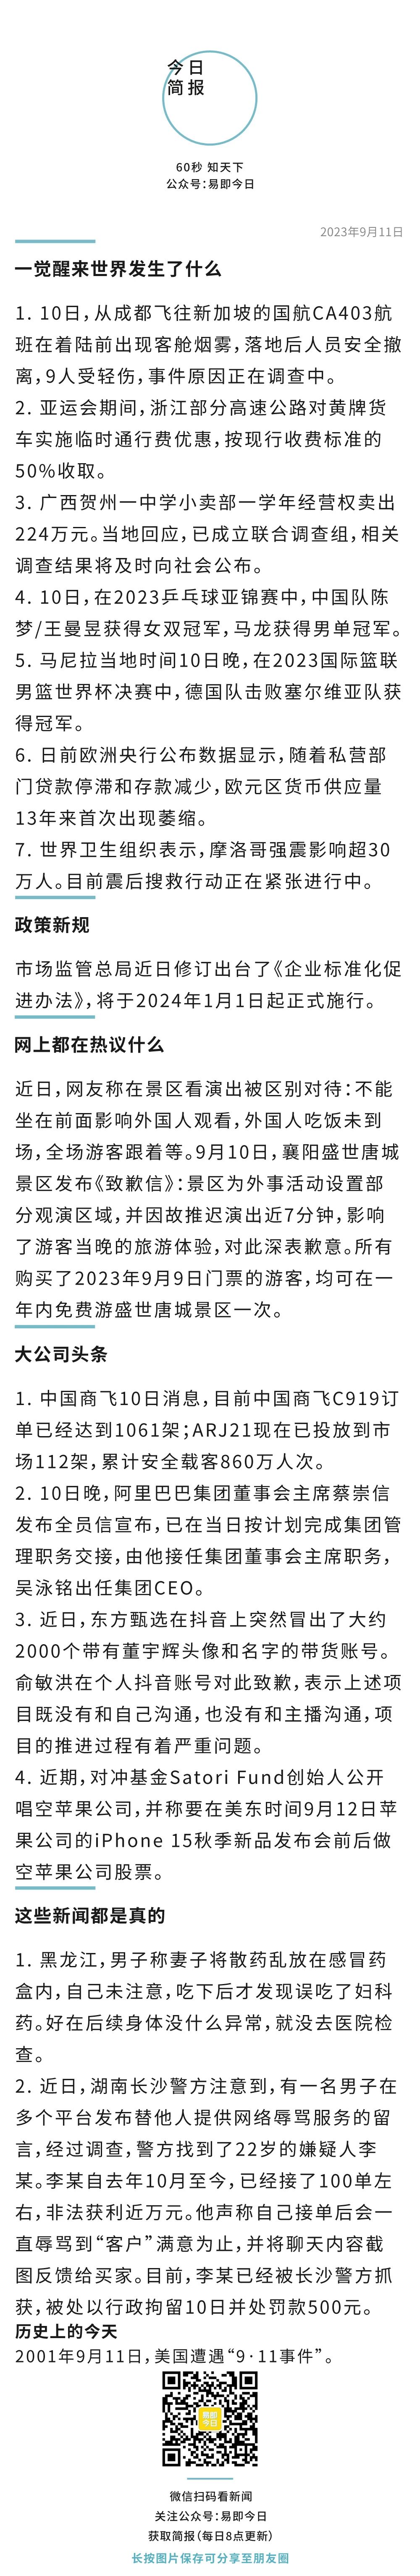 今日
简报
60秒 知天下
公众号：易即今日
2023年9月11日
一觉醒来世界发生了什么
1. 10日，从成都飞往新加坡的国航CA403航
班在着陆前出现客舱烟雾，落地后人员安全撤
离，9人受轻伤，事件原因正在调查中。
2. 亚运会期间，浙江部分高速公路对黄牌货
车实施临时通行费优惠，按现行收费标准的
50%收取。
3. 广西贺州一中学小卖部一学年经营权卖出
224万元。当地回应，已成立联合调查组，相关
调查结果将及时向社会公布。
4. 10日，在2023乒乓球亚锦赛中，中国队陈
梦/王曼昱获得女双冠军，马龙获得男单冠军。
5. 马尼拉当地时间10日晚，在2023国际篮联
男篮世界杯决赛中，德国队击败塞尔维亚队获
得冠军。
6. 日前欧洲央行公布数据显示，随着私营部
门贷款停滞和存款减少，欧元区货币供应量
13年来首次出现萎缩。
7. 世界卫生组织表示，摩洛哥强震影响超30
万人。目前震后搜救行动正在紧张进行中。
政策新规
市场监管总局近日修订出台了《企业标准化促
进办法》，将于2024年1月1日起正式施行。
网上都在热议什么
近日，网友称在景区看演出被区别对待：不能
坐在前面影响外国人观看，外国人吃饭未到
场，全场游客跟着等。9月10日，襄阳盛世唐城
景区发布《致歉信》：景区为外事活动设置部
分观演区域，并因故推迟演出近7分钟，影响
了游客当晚的旅游体验，对此深表歉意。所有
购买了2023年9月9日门票的游客，均可在一
年内免费游盛世唐城景区一次。
大公司头条
1. 中国商飞10日消息，目前中国商飞C919订
单已经达到1061架；ARJ21现在已投放到市
场112架，累计安全载客860万人次。
2. 10日晚，阿里巴巴集团董事会主席蔡崇信
发布全员信宣布，已在当日按计划完成集团管
理职务交接，由他接任集团董事会主席职务，
吴泳铭出任集团CEO。
3. 近日，东方甄选在抖音上突然冒出了大约
2000个带有董宇辉头像和名字的带货账号。
俞敏洪在个人抖音账号对此致歉，表示上述项
目既没有和自己沟通，也没有和主播沟通，项
目的推进过程有着严重问题。
4. 近期，对冲基金Satori Fund创始人公开
唱空苹果公司，并称要在美东时间9月12日苹
果公司的iPhone 15秋季新品发布会前后做
空苹果公司股票。
这些新闻都是真的
1. 黑龙江，男子称妻子将散药乱放在感冒药
盒内，自己未注意，吃下后才发现误吃了妇科
药。好在后续身体没什么异常，就没去医院检
查。
2. 近日，湖南长沙警方注意到，有一名男子在
多个平台发布替他人提供网络辱骂服务的留
言，经过调查，警方找到了22岁的嫌疑人李
某。李某自去年10月至今，已经接了100单左
右，非法获利近万元。他声称自己接单后会一
直辱骂到“客户”满意为止，并将聊天内容截
图反馈给买家。目前，李某已经被长沙警方抓
获，被处以行政拘留10日并处罚款500元。
历史上的今天
2001年9月11日，美国遭遇“9·11事件”。
易即
今日
微信扫码看新闻
关注公众号：易即今日
获取简报（每日8点更新）
长按图片保存可分享至朋友圈